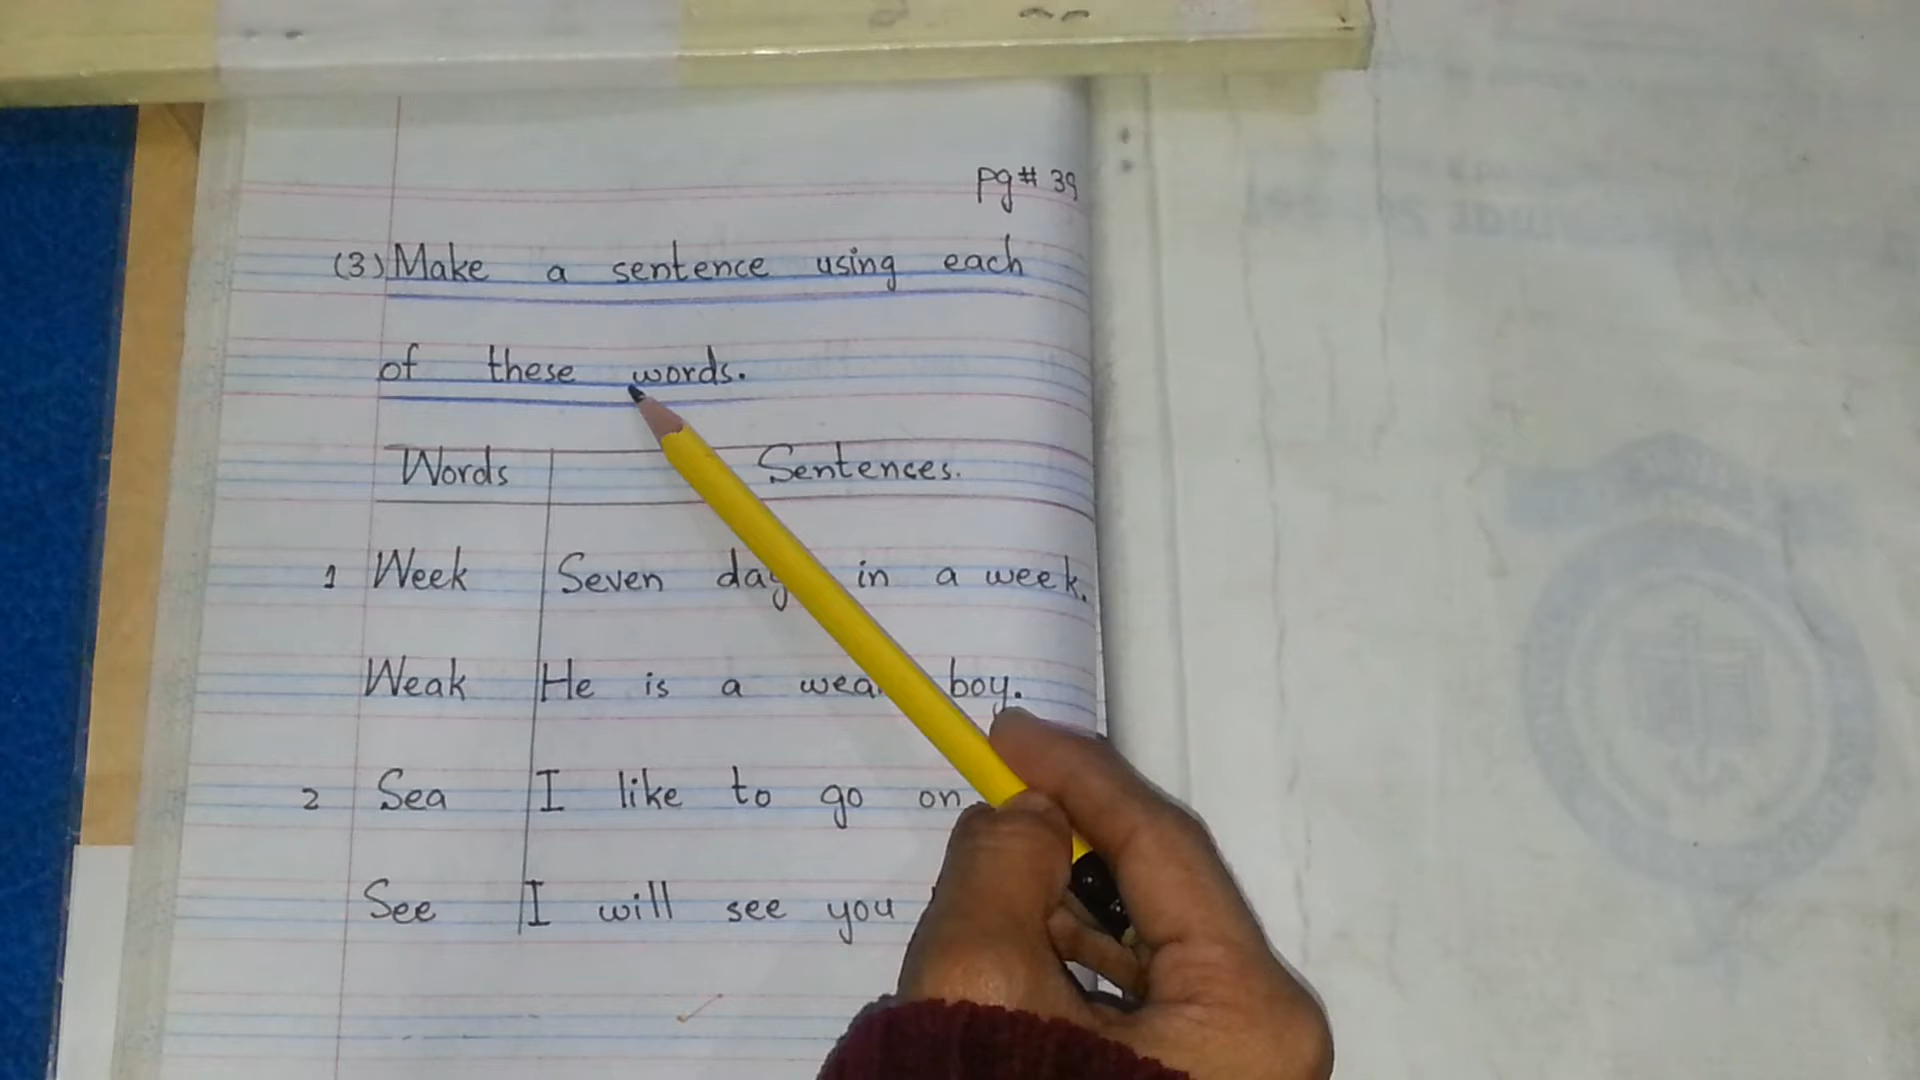 pg# 39
(3) Make a sentence using each
of these words.
Words Sentences.
1 Week Seven in a week.
Weak He is a boy.
2 Sea I like to go on
See I will see you